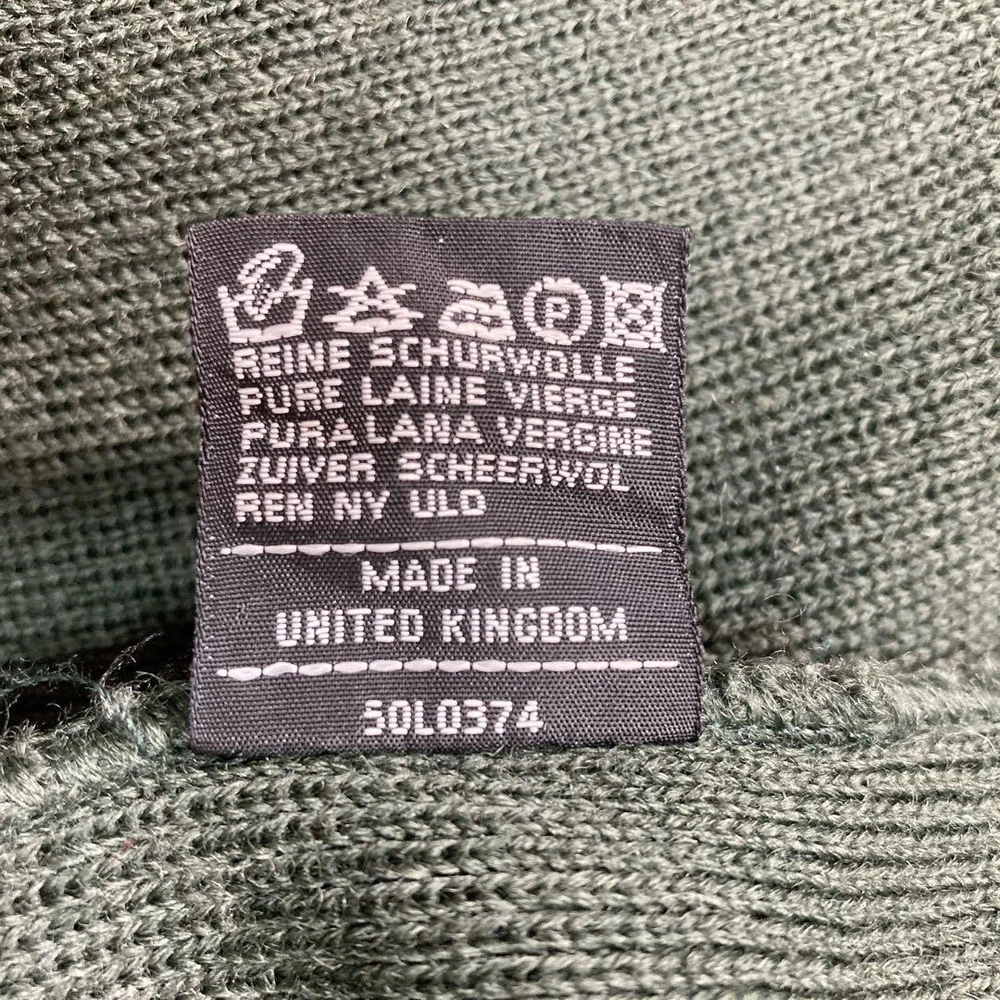 P
REINE SCHURWOLLE
PURE LAINE VIERGE
PURA LANA VERGINE
ZUIVER SCHEERWOL
REN NY ULD
MADE IN
UNITED KINGDOM
50L0374